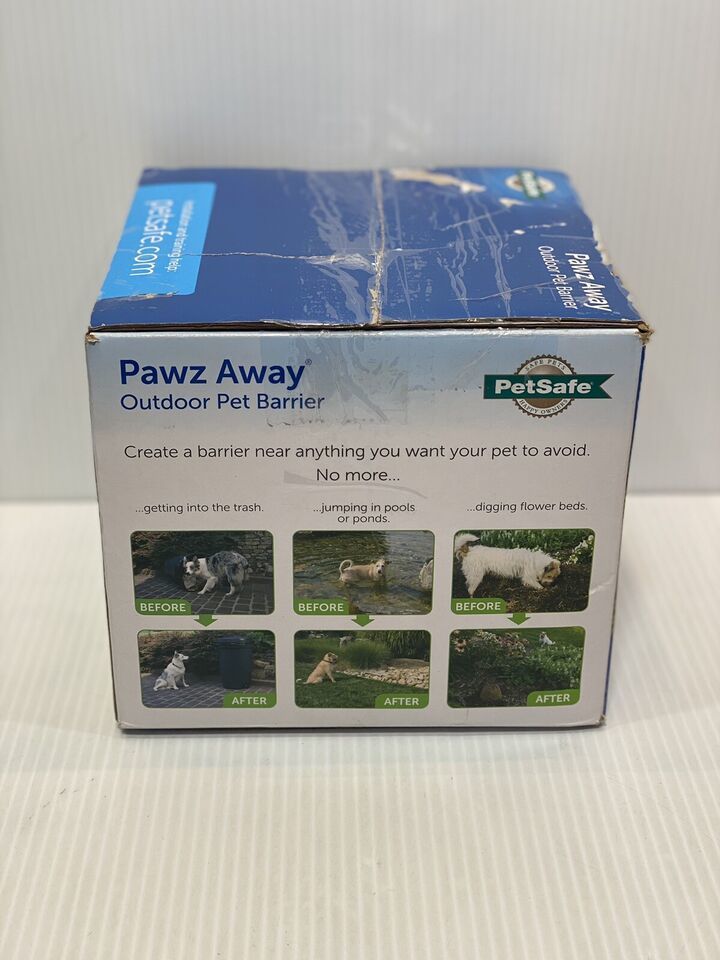 Installation and training help:
petsafe.com
PetSafe
Pawz Away
Outdoor Pet Barrier
Pawz Away®
Outdoor Pet Barrier
SAFE PETS
PetSafe®
HAPPY OWNERS
Create a barrier near anything you want your pet to avoid.
No more...
...getting into the trash.
...jumping in pools
or ponds.
...digging flower beds.
BEFORE
BEFORE
BEFORE
AFTER
AFTER
AFTER